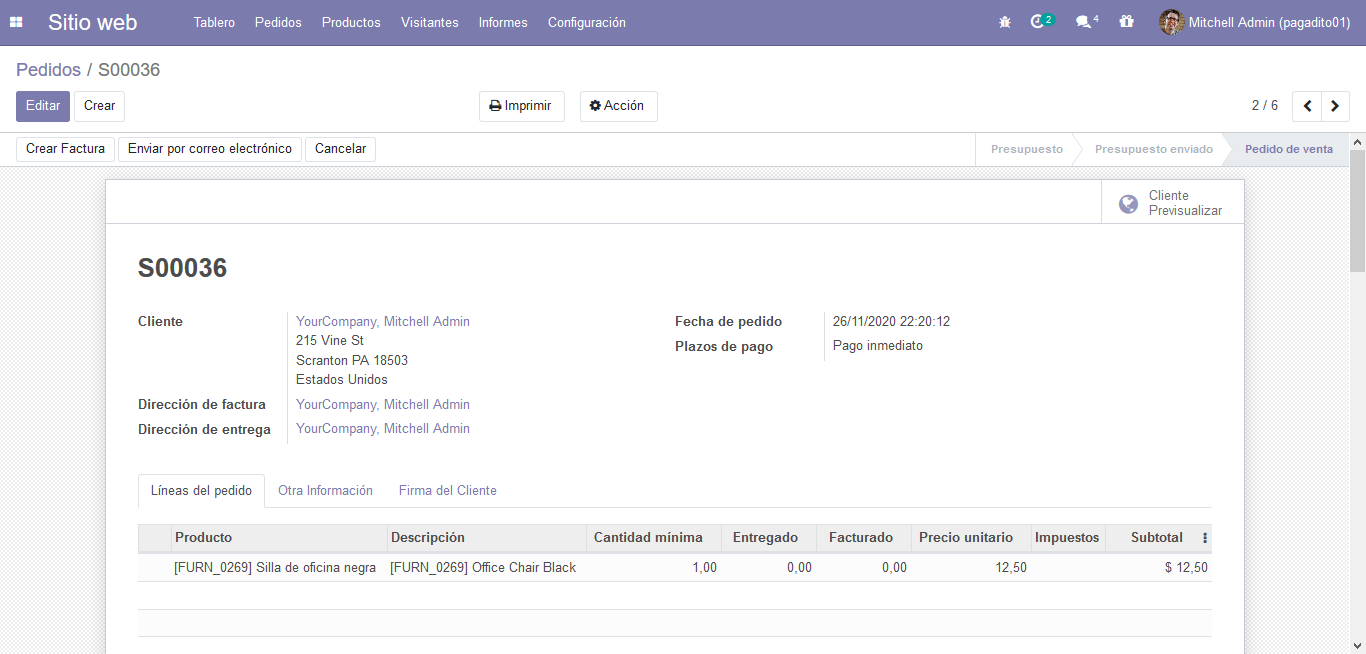 Sitio web Tablero Pedidos Productos Visitantes Informes Configuración 2 4 Mitchell Admin (pagadito01)
Pedidos / S00036
Editar Crear Imprimir Acción 2 / 6
Crear Factura Enviar por correo electrónico Cancelar Presupuesto Presupuesto enviado Pedido de venta
Cliente
Previsualizar
S00036
Cliente YourCompany, Mitchell Admin
215 Vine St
Scranton PA 18503
Estados Unidos
Dirección de factura YourCompany, Mitchell Admin
Dirección de entrega YourCompany, Mitchell Admin
Fecha de pedido 26/11/2020 22:20:12
Plazos de pago Pago inmediato
Líneas del pedido Otra Información Firma del Cliente
Producto Descripción Cantidad mínima Entregado Facturado Precio unitario Impuestos Subtotal
[FURN_0269] Silla de oficina negra [FURN_0269] Office Chair Black 1,00 0,00 0,00 12,50 $ 12,50